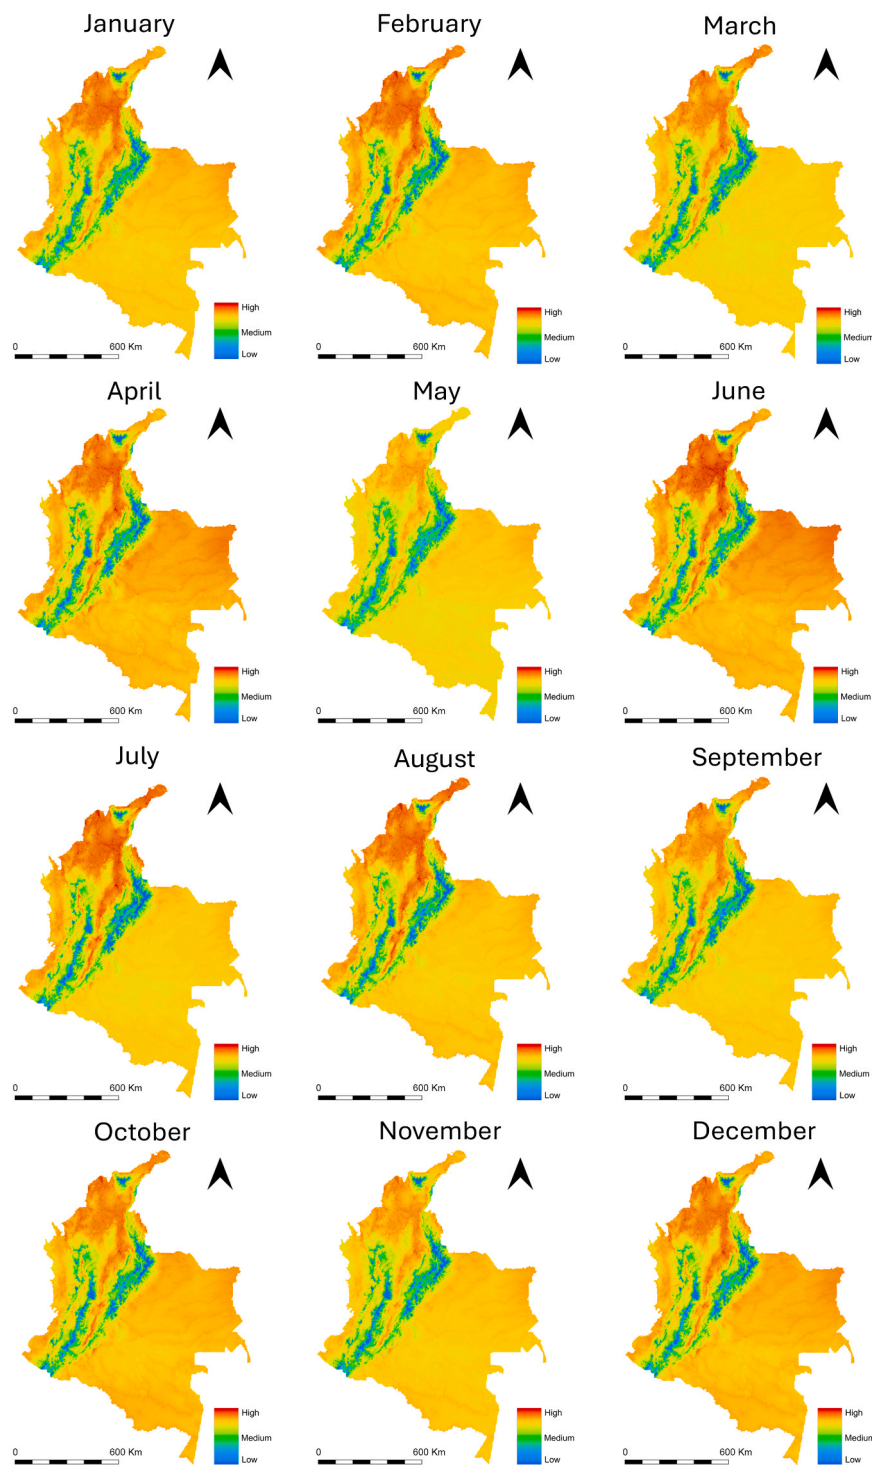 January February March
High High High
Medium Medium Medium
0 600 Km Low 0 600 Km Low 0 600 Km Low
April May June
High High High
Medium Medium Medium
0 600 Km Low 0 600 Km Low 0 600 Km Low
July August September
High High High
Medium Medium Medium
0 600 Km Low 0 600 Km Low 0 600 Km Low
October November December
High High High
Medium Medium Medium
0 600 Km Low 0 600 Km Low 0 600 Km Low